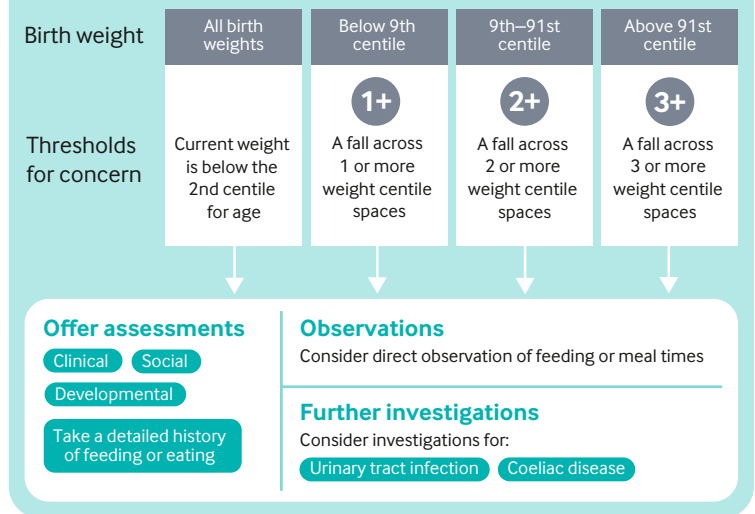 Birth weight
All birth
weights
Below 9th
centile
9th–91st
centile
Above 91st
centile
Thresholds
for concern
Current weight
is below the
2nd centile
for age
1+
A fall across
1 or more
weight centile
spaces
2+
A fall across
2 or more
weight centile
spaces
3+
A fall across
3 or more
weight centile
spaces
Offer assessments
Clinical
Social
Developmental
Take a detailed history
of feeding or eating
Observations
Consider direct observation of feeding or meal times
Further investigations
Consider investigations for:
Urinary tract infection
Coeliac disease